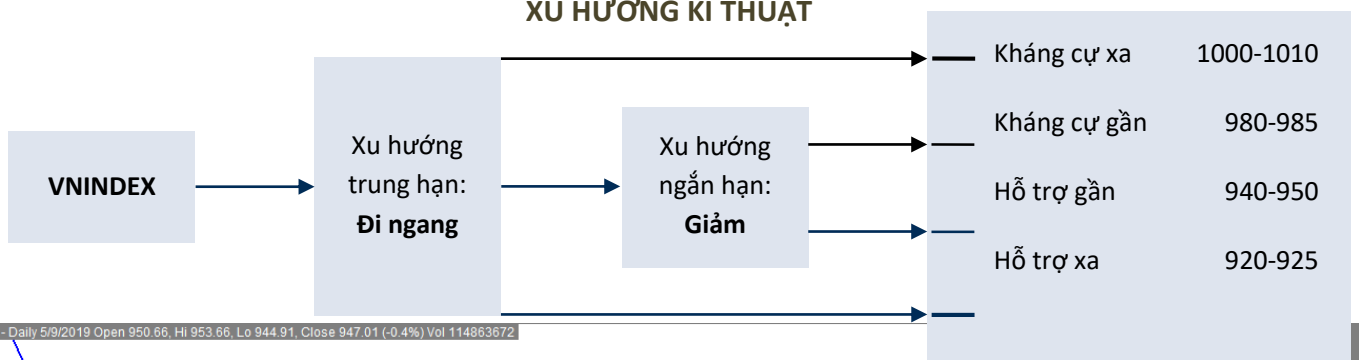 XU HƯỚNG KĨ THUẬT
VNINDEX
Xu hướng
trung hạn:
Đi ngang
Xu hướng
ngắn hạn:
Giảm
Kháng cự xa 1000-1010
Kháng cự gần 980-985
Hỗ trợ gần 940-950
Hỗ trợ xa 920-925
- Daily 5/9/2019 Open 950.66, Hi 953.66, Lo 944.91, Close 947.01 (-0.4%) Vol 114863672